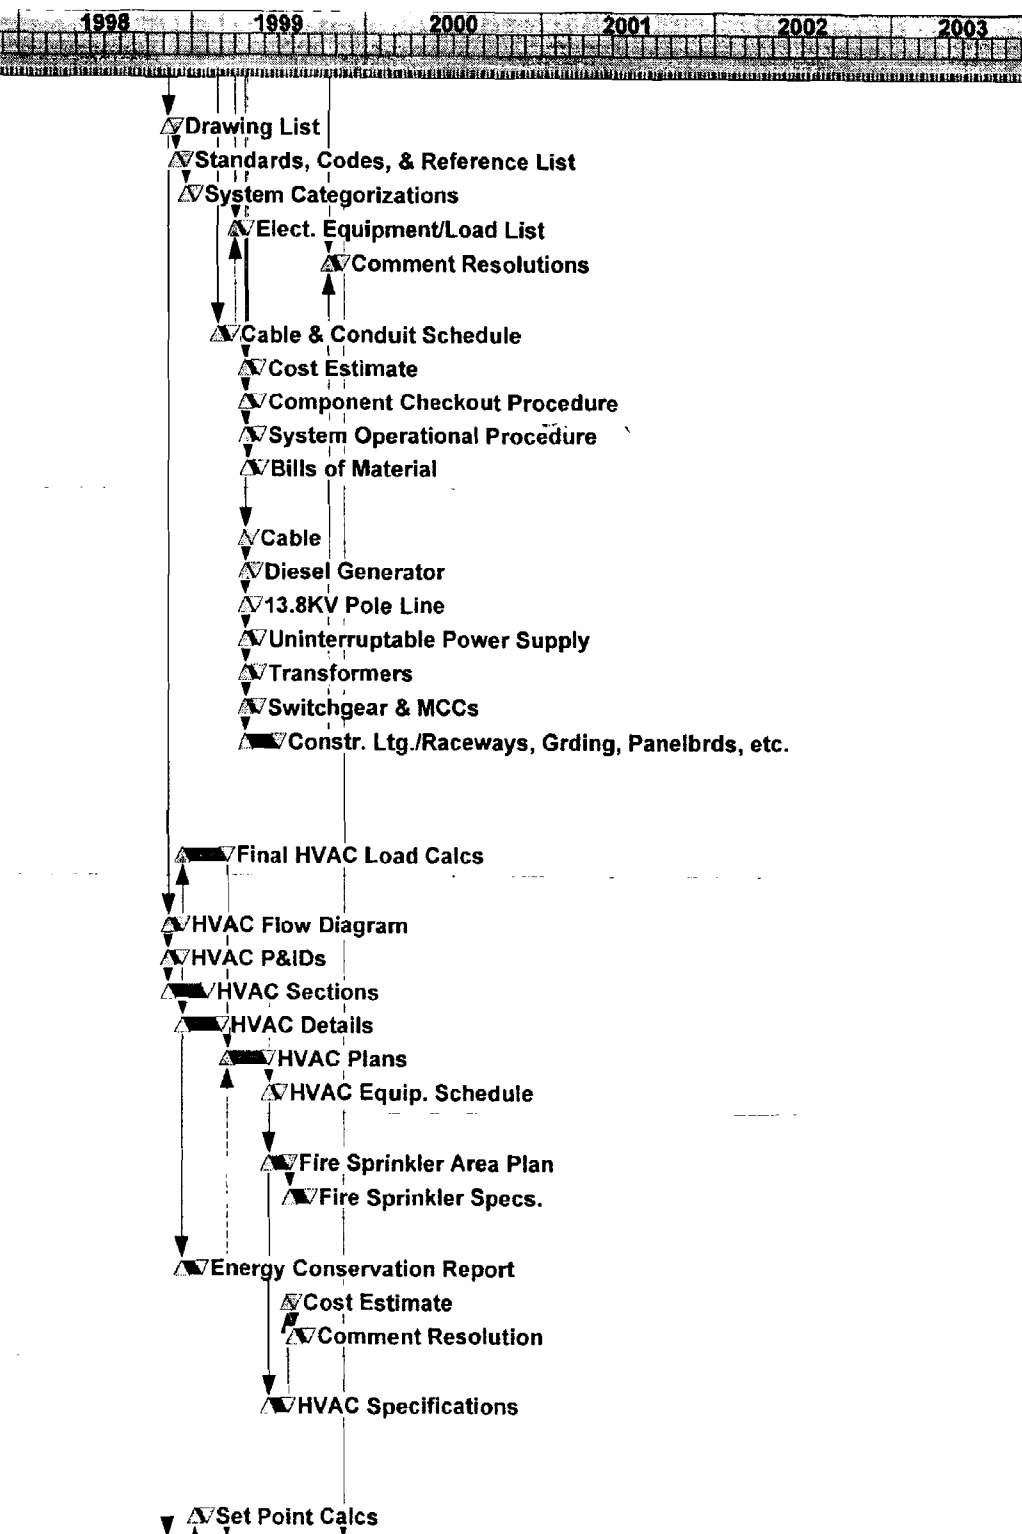 1998 1999 2000 2001 2002 2003
Drawing List
Standards, Codes, & Reference List
System Categorizations
Elect. Equipment/Load List
Comment Resolutions
Cable & Conduit Schedule
Cost Estimate
Component Checkout Procedure
System Operational Procedure
Bills of Material
Cable
Diesel Generator
13.8KV Pole Line
Uninterruptable Power Supply
Transformers
Switchgear & MCCs
Constr. Ltg./Raceways, Grding, Panelbrds, etc.
Final HVAC Load Calcs
HVAC Flow Diagram
HVAC P&IDs
HVAC Sections
HVAC Details
HVAC Plans
HVAC Equip. Schedule
Fire Sprinkler Area Plan
Fire Sprinkler Specs.
Energy Conservation Report
Cost Estimate
Comment Resolution
HVAC Specifications
Set Point Calcs